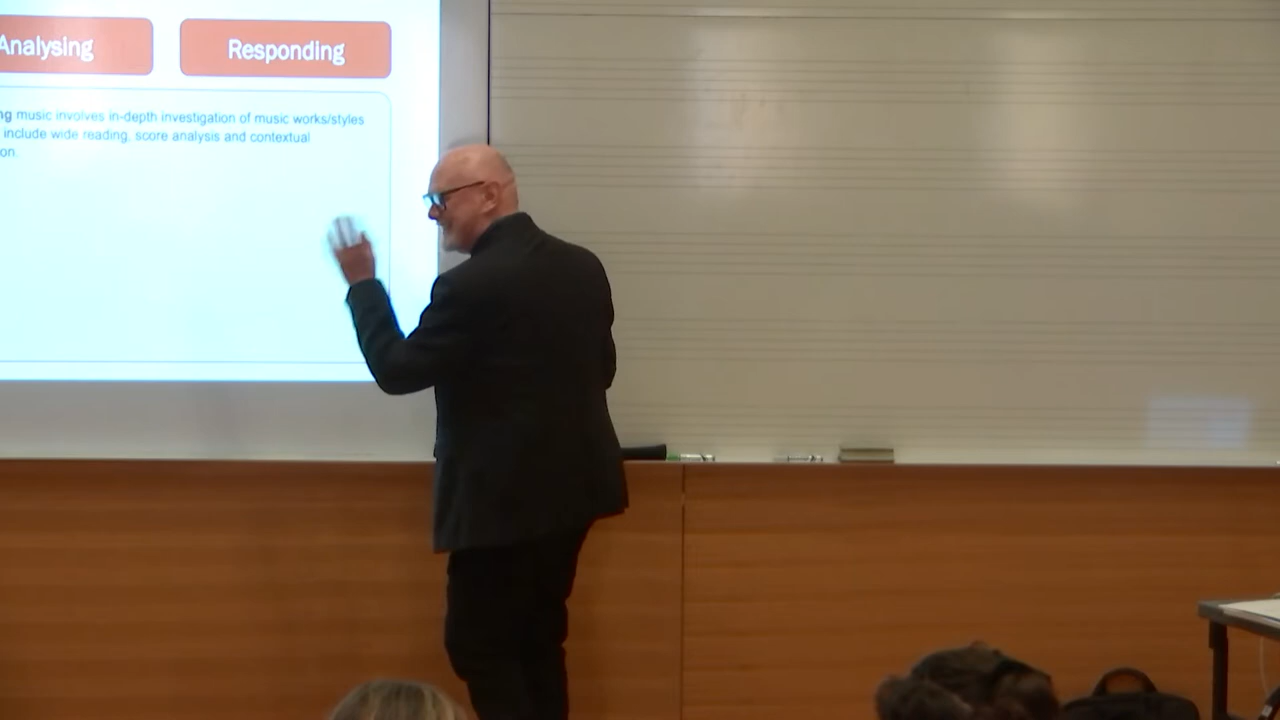 Analysing
Responding
ng music involves in-depth investigation of music works/styles
include wide reading, score analysis and contextual
on.